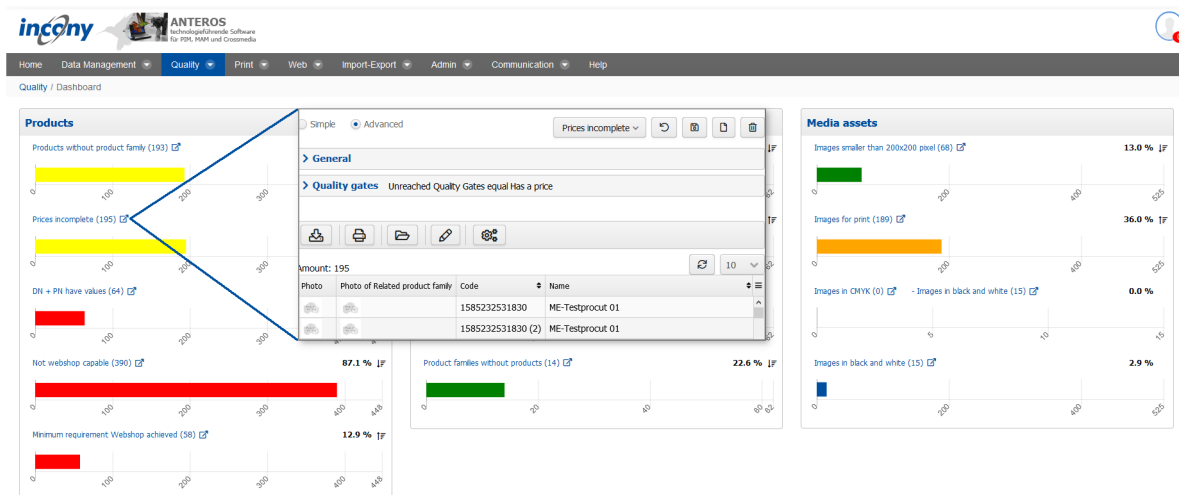 incony
ANTEROS
technologieführende Software
für PIM, MAM und Crossmedia
Home Data Management Quality Print Web Import-Export Admin Communication Help
Quality / Dashboard
Products
Products without product family (193)
0 100 200 300
Prices incomplete (195)
0 100 200 300
DN + PN have values (64)
0 100 200 300
Not webshop capable (390) 87.1 %
0 100 200 300 400 448
Minimum requirement Webshop achieved (58) 12.9 %
0 100 200 300 400 448
Simple Advanced Prices incomplete
General
Quality gates Unreached Quality Gates equal Has a price
Amount: 195 10
Photo Photo of Related product family Code Name
1585232531830 ME-Testprocut 01
1585232531830 (2) ME-Testprocut 01
Product families without products (14) 22.6 %
0 20 40 60 62
Media assets
Images smaller than 200x200 pixel (68) 13.0 %
0 200 400 525
Images for print (189) 36.0 %
0 200 400 525
Images in CMYK (0) - Images in black and white (15) 0.0 %
0 5 10 15
Images in black and white (15) 2.9 %
0 200 400 525